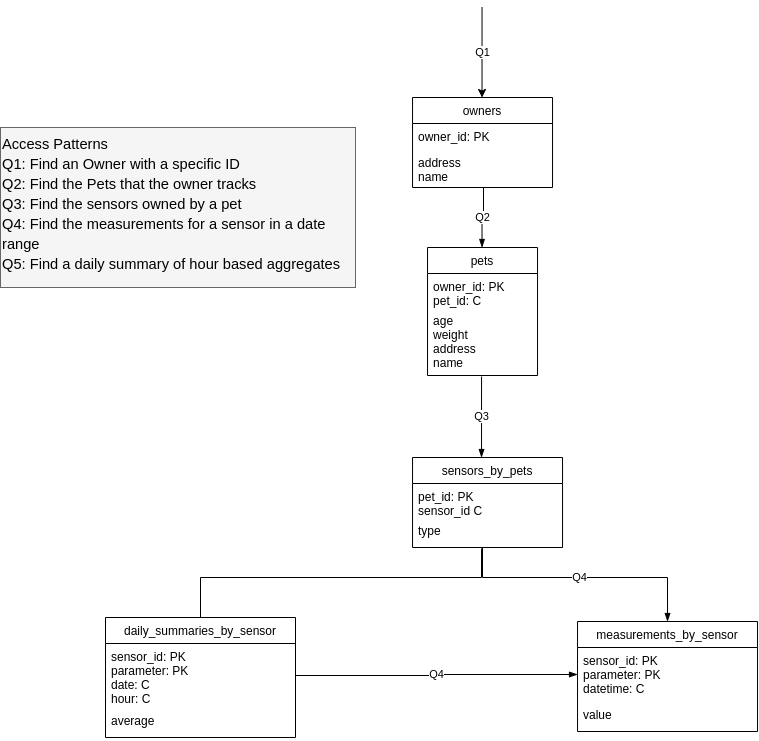 Q1
owners
owner_id: PK
address
name
Access Patterns
Q1: Find an Owner with a specific ID
Q2: Find the Pets that the owner tracks
Q3: Find the sensors owned by a pet
Q4: Find the measurements for a sensor in a date
range
Q5: Find a daily summary of hour based aggregates
Q2
pets
owner_id: PK
pet_id: C
age
weight
address
name
Q3
sensors_by_pets
pet_id: PK
sensor_id C
type
Q4
daily_summaries_by_sensor
sensor_id: PK
parameter: PK
date: C
hour: C
average
Q4
measurements_by_sensor
sensor_id: PK
parameter: PK
datetime: C
value